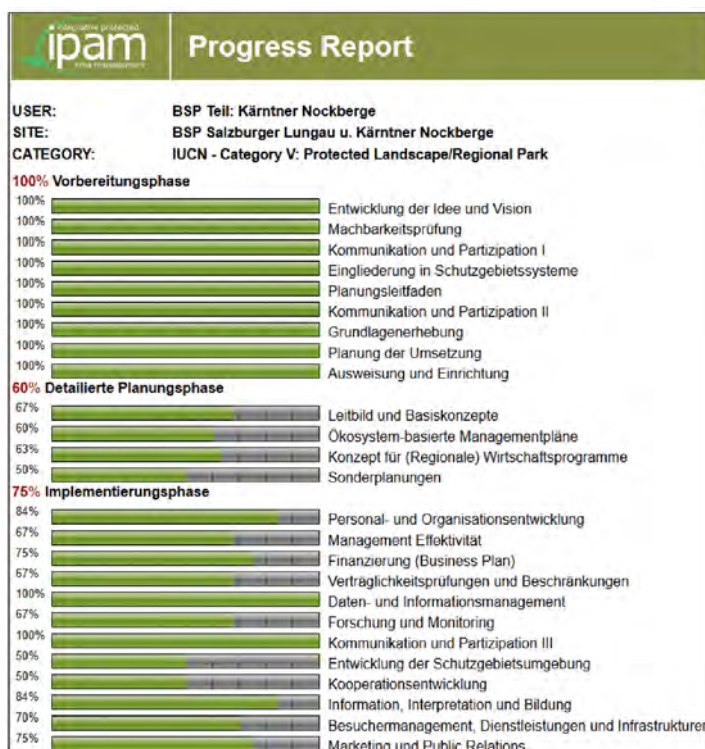 integrative protected
ipam
area management
Progress Report
USER: BSP Teil: Kärntner Nockberge
SITE: BSP Salzburger Lungau u. Kärntner Nockberge
CATEGORY: IUCN - Category V: Protected Landscape/Regional Park
100% Vorbereitungsphase
100% Entwicklung der Idee und Vision
100% Machbarkeitsprüfung
100% Kommunikation und Partizipation I
100% Eingliederung in Schutzgebietssysteme
100% Planungsleitfaden
100% Kommunikation und Partizipation II
100% Grundlagenerhebung
100% Planung der Umsetzung
100% Ausweisung und Einrichtung
60% Detailierte Planungsphase
67% Leitbild und Basiskonzepte
60% Ökosystem-basierte Managementpläne
63% Konzept für (Regionale) Wirtschaftsprogramme
50% Sonderplanungen
75% Implementierungsphase
84% Personal- und Organisationsentwicklung
67% Management Effektivität
75% Finanzierung (Business Plan)
67% Verträglichkeitsprüfungen und Beschränkungen
100% Daten- und Informationsmanagement
67% Forschung und Monitoring
100% Kommunikation und Partizipation III
50% Entwicklung der Schutzgebietsumgebung
50% Kooperationsentwicklung
84% Information, Interpretation und Bildung
70% Besuchermanagement, Dienstleistungen und Infrastrukturen
75% Marketing und Public Relations